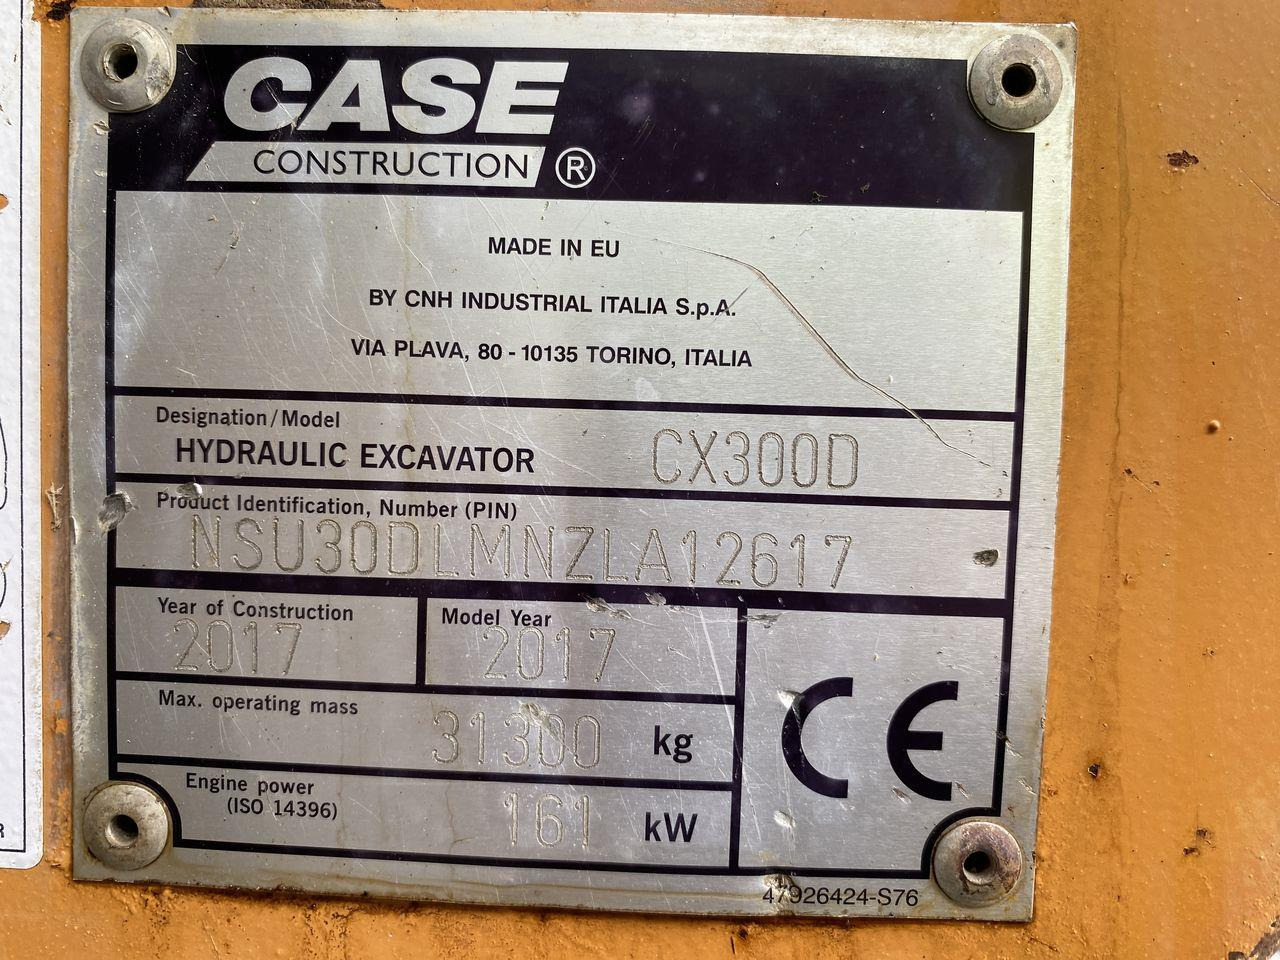 CASE
CONSTRUCTION ®
MADE IN EU
BY CNH INDUSTRIAL ITALIA S.p.A.
VIA PLAVA, 80 - 10135 TORINO, ITALIA
Designation/Model
HYDRAULIC EXCAVATOR CX300D
Product Identification, Number (PIN)
NSU30DLMNZLA12617
Year of Construction
2017
Model Year
2017
Max. operating mass
31300 kg
Engine power
(ISO 14396)
161 kW
CE
47926424-S76
R